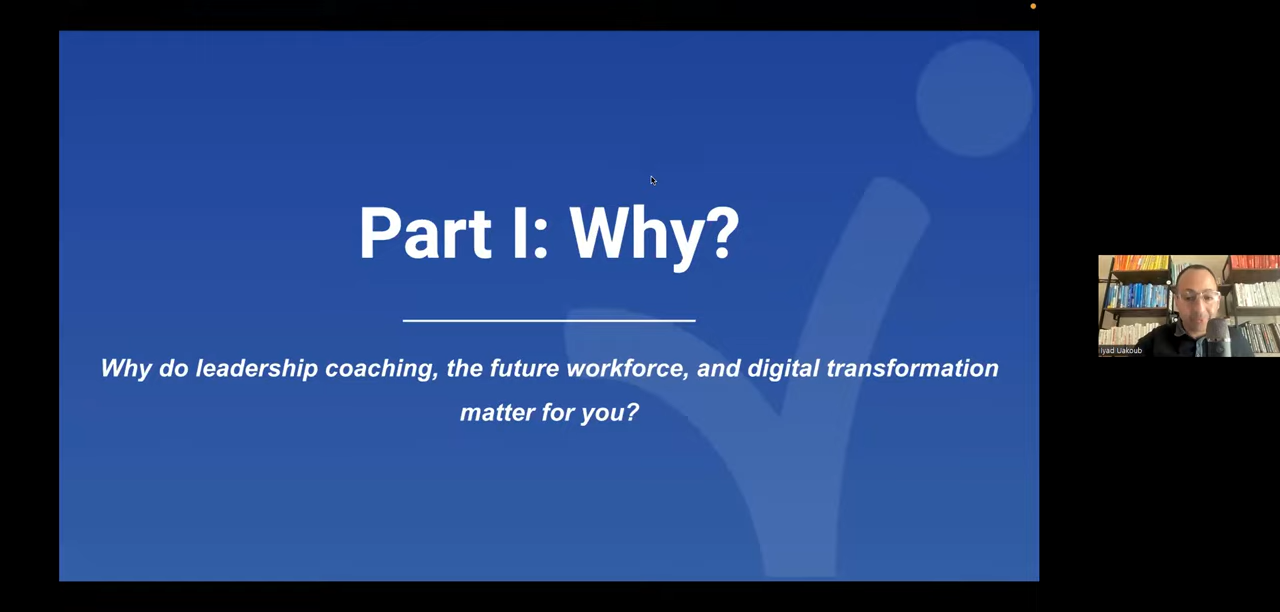 Part I: Why?
Why do leadership coaching, the future workforce, and digital transformation
matter for you?
Iyad Uakoub